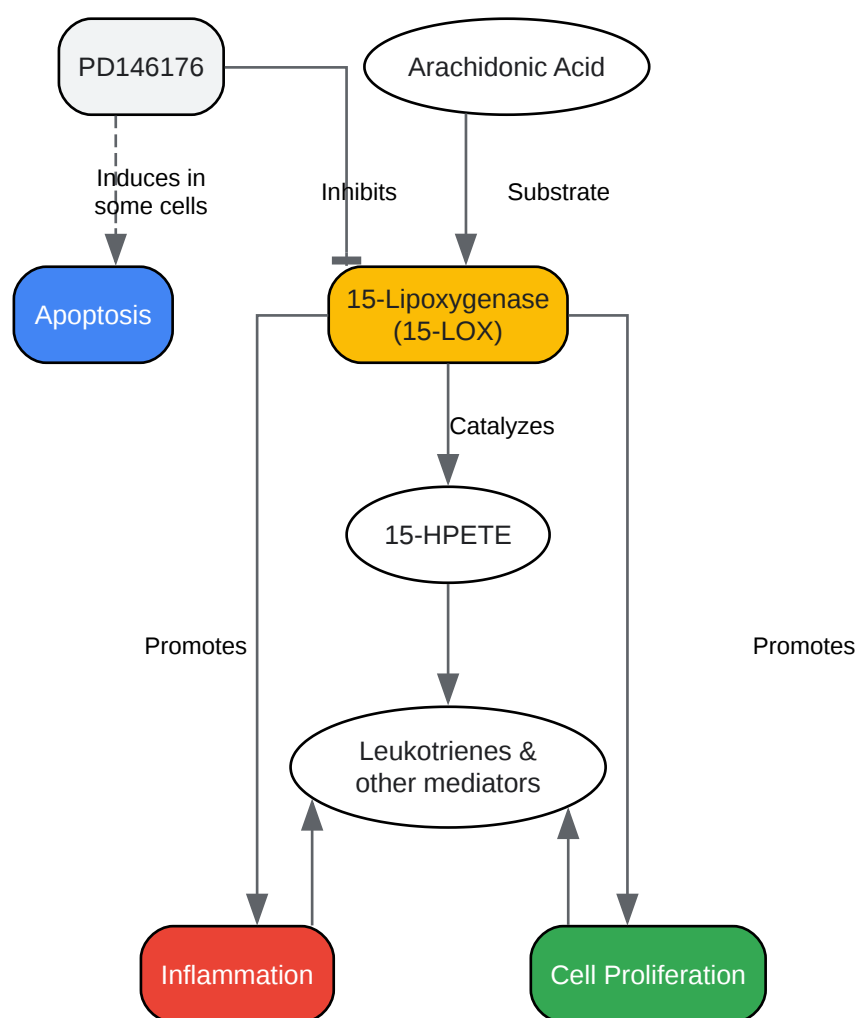 PD146176
Arachidonic Acid
Induces in
some cells
Inhibits
Substrate
Apoptosis
15-Lipoxygenase
(15-LOX)
Catalyzes
15-HPETE
Promotes
Promotes
Leukotrienes &
other mediators
Inflammation
Cell Proliferation